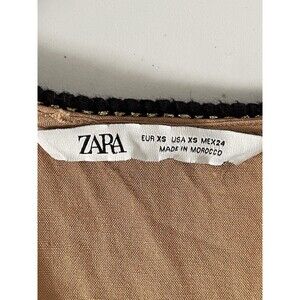 ZARA
EUR XS USA XS MEX24
MADE IN MOROCCO